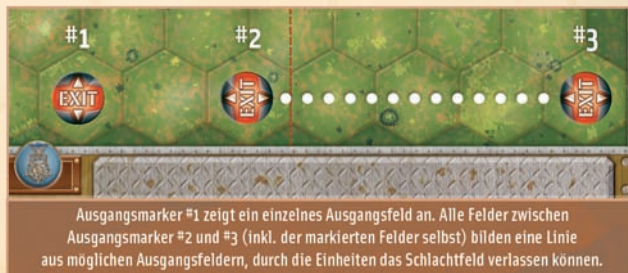 #1 #2 #3
EXIT EXIT EXIT
Ausgangsmarker #1 zeigt ein einzelnes Ausgangsfeld an. Alle Felder zwischen
Ausgangsmarker #2 und #3 (inkl. der markierten Felder selbst) bilden eine Linie
aus möglichen Ausgangsfeldern, durch die Einheiten das Schlachtfeld verlassen können.